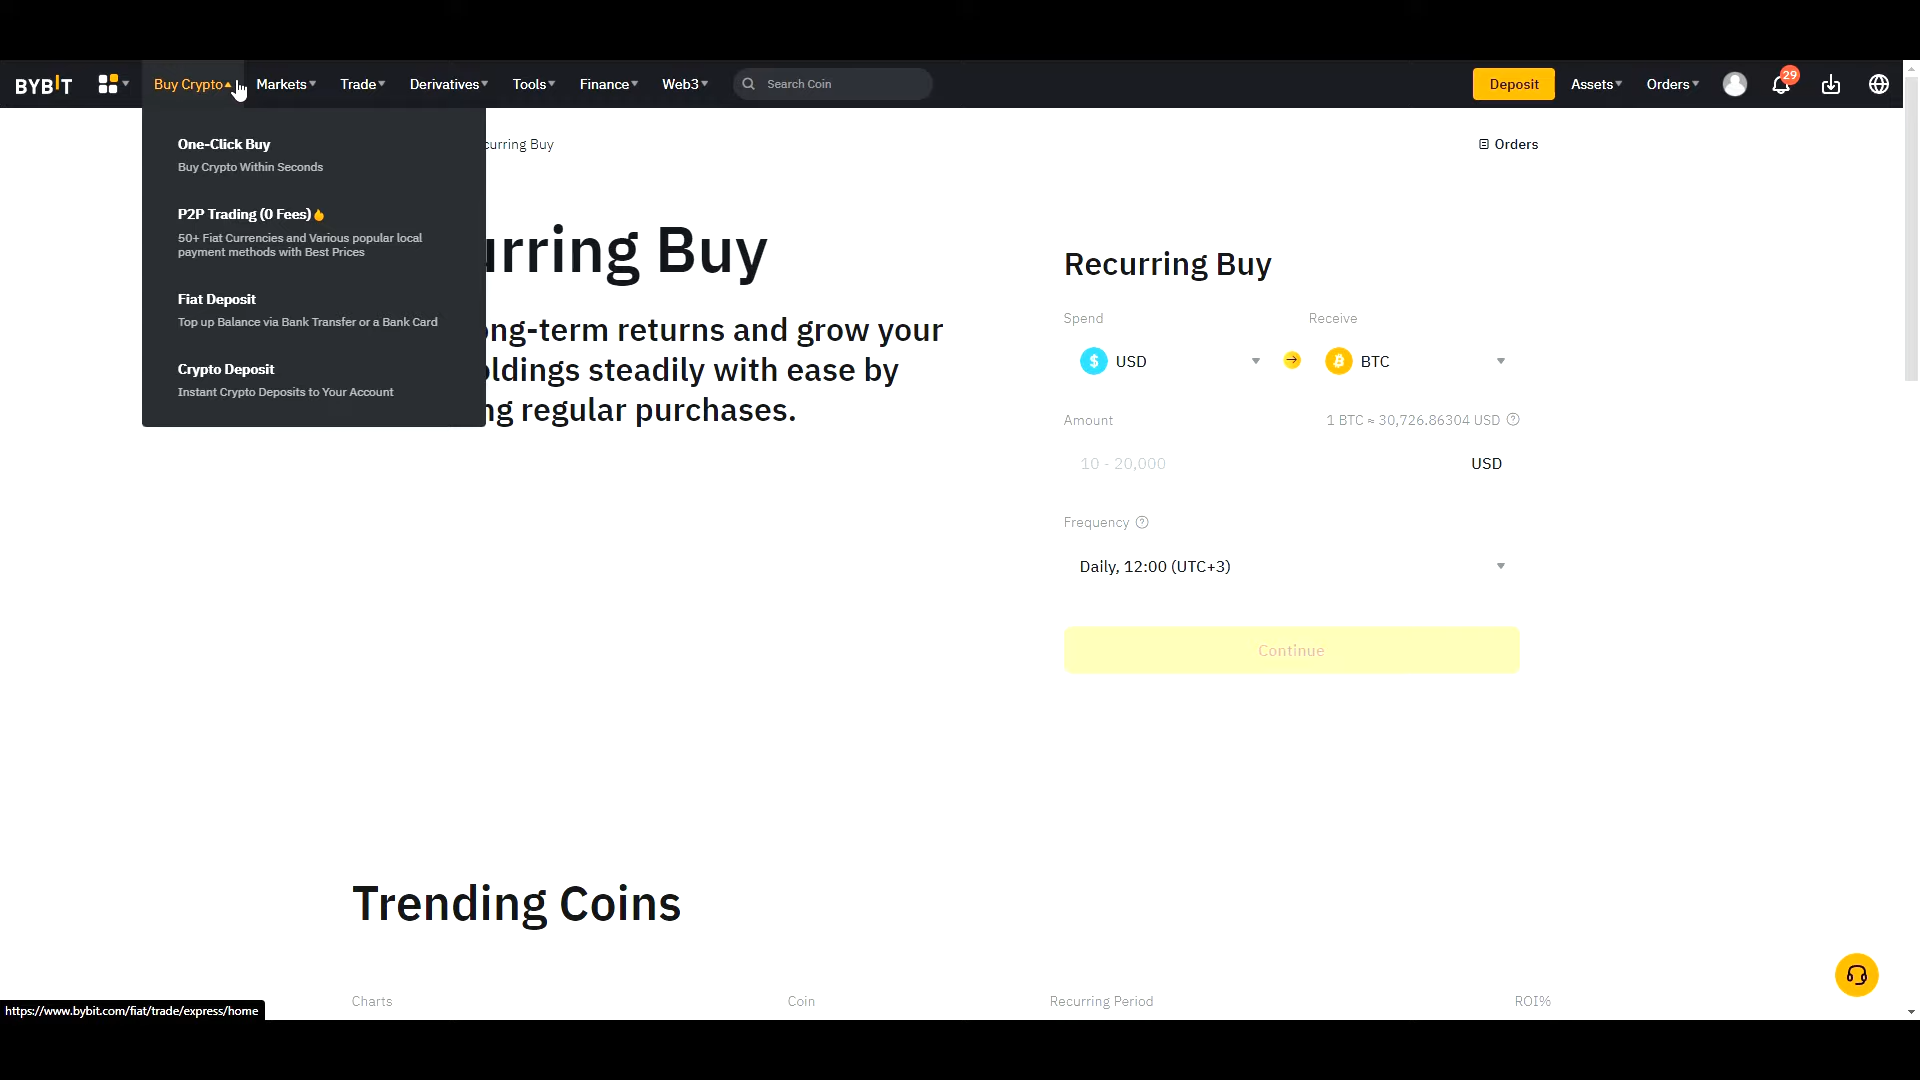 BYBIT
Buy Crypto
Markets
Trade
Derivatives
Tools
Finance
Web3
Search Coin
Deposit
Assets
Orders
29
One-Click Buy
Buy Crypto Within Seconds
P2P Trading (0 Fees)
50+ Fiat Currencies and Various popular local
payment methods with Best Prices
Fiat Deposit
Top up Balance via Bank Transfer or a Bank Card
Crypto Deposit
Instant Crypto Deposits to Your Account
Buy
Orders
Buy
returns and grow your
steadily with ease by
regular purchases.
Recurring Buy
Spend
Receive
USD
BTC
Amount
1 BTC ≈ 30,726.86304 USD
10 - 20,000
USD
Frequency
Daily, 12:00 (UTC+3)
Continue
Trending Coins
Charts
Coin
Recurring Period
ROI%
https://www.bybit.com/fiat/trade/express/home